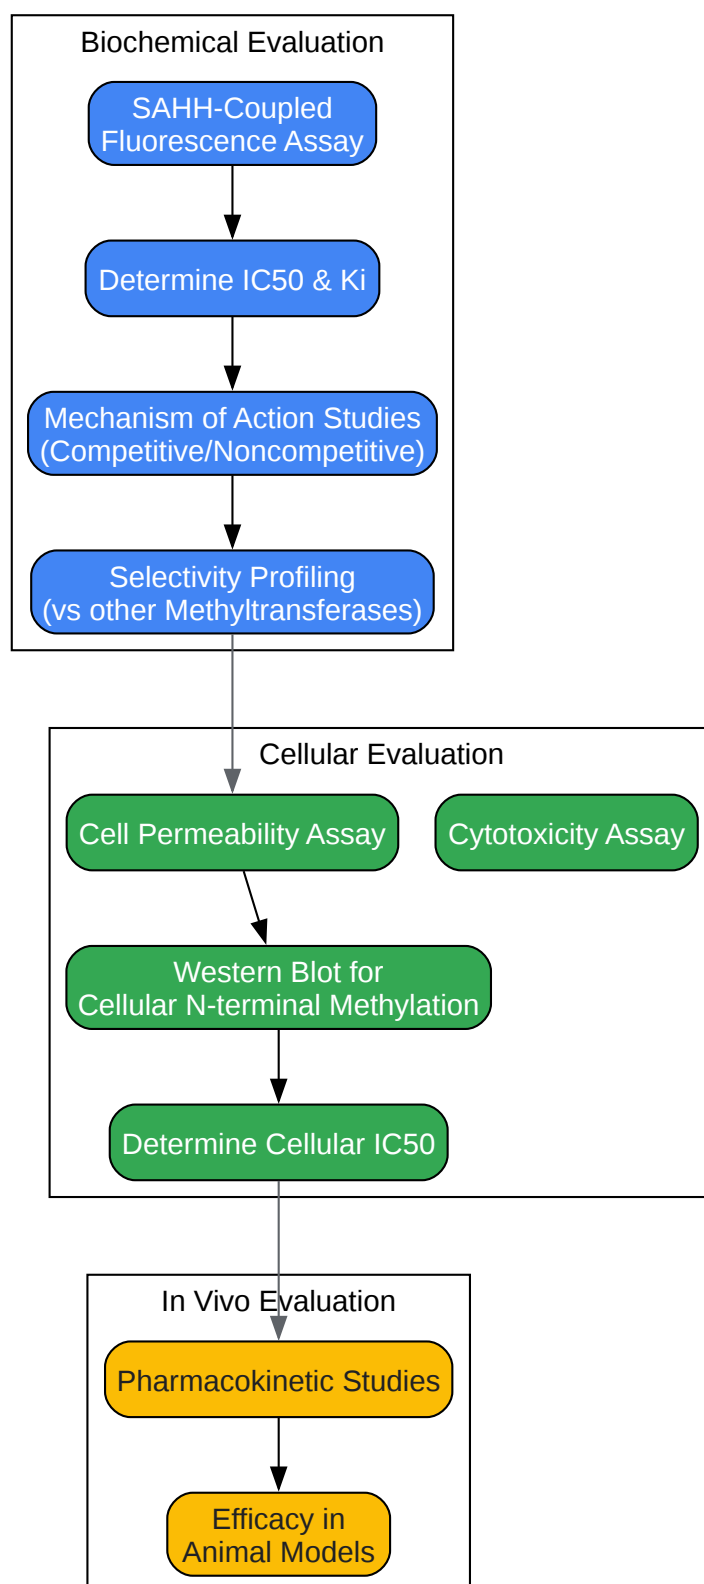 Biochemical Evaluation
SAHH-Coupled
Fluorescence Assay
Determine IC50 & Ki
Mechanism of Action Studies
(Competitive/Noncompetitive)
Selectivity Profiling
(vs other Methyltransferases)
Cellular Evaluation
Cell Permeability Assay
Cytotoxicity Assay
Western Blot for
Cellular N-terminal Methylation
Determine Cellular IC50
In Vivo Evaluation
Pharmacokinetic Studies
Efficacy in
Animal Models